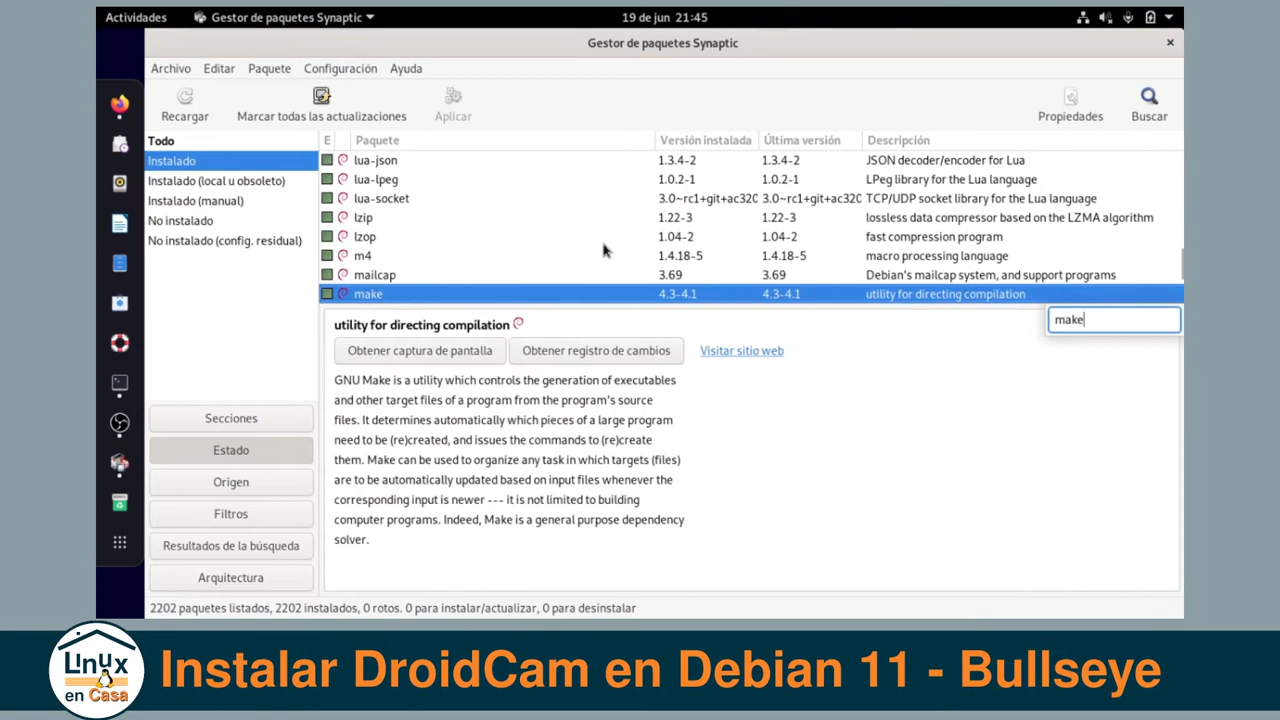 Actividades Gestor de paquetes Synaptic 19 de jun 21:45
Gestor de paquetes Synaptic
Archivo Editar Paquete Configuración Ayuda
Recargar Marcar todas las actualizaciones Aplicar Propiedades Buscar
Todo
Instalado
Instalado (local u obsoleto)
Instalado (manual)
No instalado
No instalado (config. residual)
E Paquete Versión instalada Última versión Descripción
lua-json 1.3.4-2 1.3.4-2 JSON decoder/encoder for Lua
lua-lpeg 1.0.2-1 1.0.2-1 LPeg library for the Lua language
lua-socket 3.0~rc1+git+ac320 3.0~rc1+git+ac320 TCP/UDP socket library for the Lua language
lzip 1.22-3 1.22-3 lossless data compressor based on the LZMA algorithm
lzop 1.04-2 1.04-2 fast compression program
m4 1.4.18-5 1.4.18-5 macro processing language
mailcap 3.69 3.69 Debian's mailcap system, and support programs
make 4.3-4.1 4.3-4.1 utility for directing compilation
make
utility for directing compilation
Obtener captura de pantalla Obtener registro de cambios Visitar sitio web
GNU Make is a utility which controls the generation of executables
and other target files of a program from the program's source
files. It determines automatically which pieces of a large program
need to be (re)created, and issues the commands to (re)create
them. Make can be used to organize any task in which targets (files)
are to be automatically updated based on input files whenever the
corresponding input is newer --- it is not limited to building
computer programs. Indeed, Make is a general purpose dependency
solver.
Secciones
Estado
Origen
Filtros
Resultados de la búsqueda
Arquitectura
2202 paquetes listados, 2202 instalados, 0 rotos. 0 para instalar/actualizar, 0 para desinstalar
Linux
en Casa
Instalar DroidCam en Debian 11 - Bullseye